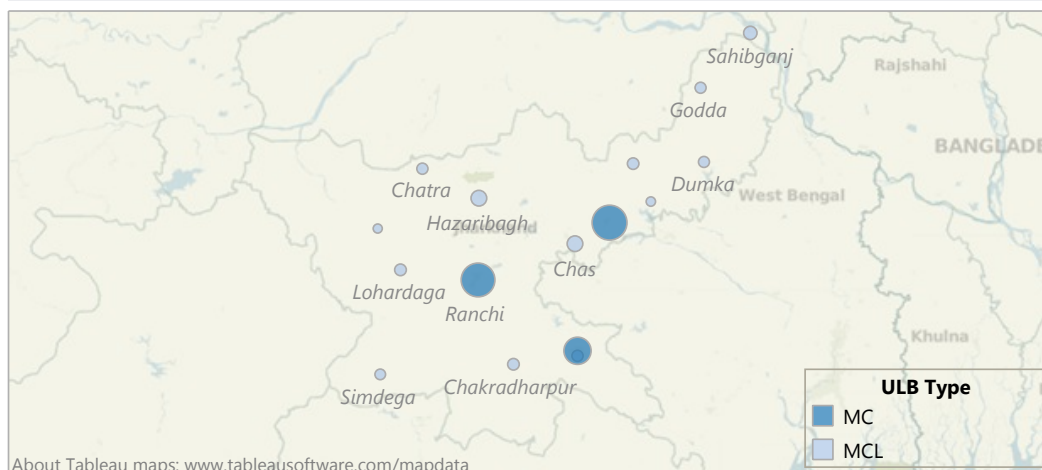 Sahibganj
Rajshahi
Godda
BANGLADE
Chatra
Dumka
West Bengal
Hazaribagh
Chas
Lohardaga
Ranchi
Khulna
Simdega
Chakradharpur
ULB Type
MC
MCL
About Tableau maps: www.tableausoftware.com/mapdata